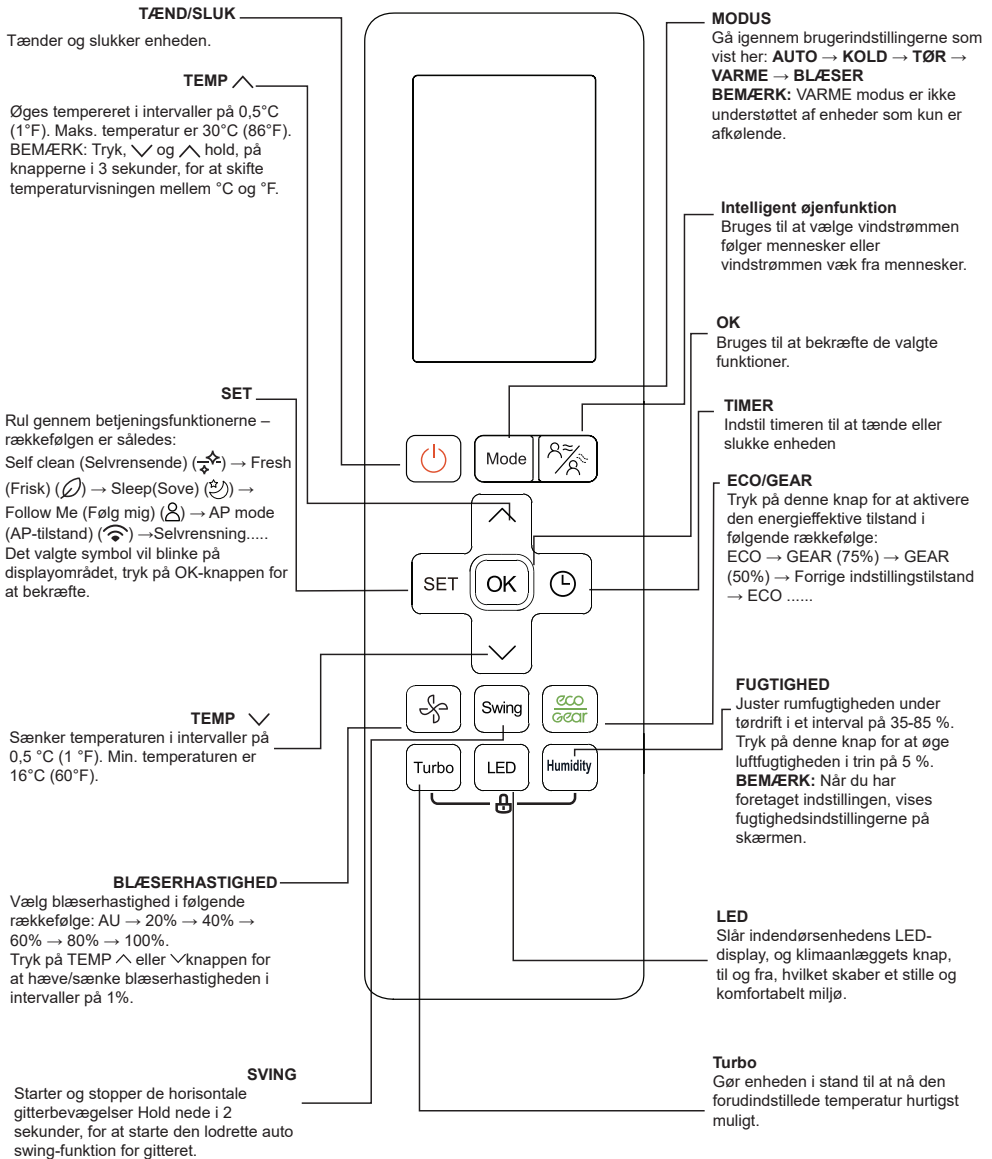 TÆND/SLUK
Tænder og slukker enheden.
TEMP
Øges tempereret i intervaller på 0,5°C
(1°F). Maks. temperatur er 30°C (86°F).
BEMÆRK: Tryk, og hold, på
knapperne i 3 sekunder, for at skifte
temperaturvisningen mellem °C og °F.
SET
Rul gennem betjeningsfunktionerne –
rækkefølgen er således:
Self clean (Selvrensende) ( ) → Fresh
(Frisk) ( ) → Sleep(Sove) ( ) →
Follow Me (Følg mig) ( ) → AP mode
(AP-tilstand) ( ) →Selvrensning.....
Det valgte symbol vil blinke på
displayområdet, tryk på OK-knappen for
at bekræfte.
TEMP
Sænker temperaturen i intervaller på
0,5 °C (1 °F). Min. temperaturen er
16°C (60°F).
BLÆSERHASTIGHED
Vælg blæserhastighed i følgende
rækkefølge: AU → 20% → 40% →
60% → 80% → 100%.
Tryk på TEMP eller knappen for
at hæve/sænke blæserhastigheden i
intervaller på 1%.
SVING
Starter og stopper de horisontale
gitterbevægelser Hold nede i 2
sekunder, for at starte den lodrette auto
swing-funktion for gitteret.
Mode
SET
OK
Swing
eco
Gear
Turbo
LED
Humidity
MODUS
Gå igennem brugerindstillingerne som
vist her: AUTO → KOLD → TØR →
VARME → BLÆSER
BEMÆRK: VARME modus er ikke
understøttet af enheder som kun er
afkølende.
Intelligent øjenfunktion
Bruges til at vælge vindstrømmen
følger mennesker eller
vindstrømmen væk fra mennesker.
OK
Bruges til at bekræfte de valgte
funktioner.
TIMER
Indstil timeren til at tænde eller
slukke enheden
ECO/GEAR
Tryk på denne knap for at aktivere
den energieffektive tilstand i
følgende rækkefølge:
ECO → GEAR (75%) → GEAR
(50%) → Forrige indstillingstilstand
→ ECO ......
FUGTIGHED
Juster rumfugtigheden under
tørdrift i et interval på 35-85 %.
Tryk på denne knap for at øge
luftfugtigheden i trin på 5 %.
BEMÆRK: Når du har
foretaget indstillingen, vises
fugtighedsindstillingerne på
skærmen.
LED
Slår indendørsenhedens LED-
display, og klimaanlæggets knap,
til og fra, hvilket skaber et stille og
komfortabelt miljø.
Turbo
Gør enheden i stand til at nå den
forudindstillede temperatur hurtigst
muligt.